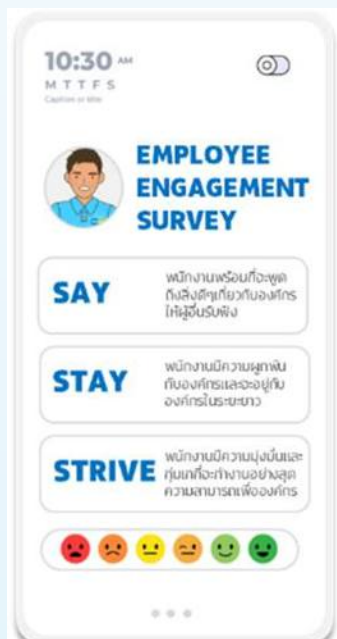 10:30 AM
M T T F S
Caption or title
EMPLOYEE
ENGAGEMENT
SURVEY
SAY
พนักงานพร้อมที่จะพูด
ถึงสิ่งดีๆเกี่ยวกับองค์กร
ให้ผู้อื่นรับฟัง
STAY
พนักงานมีความผูกพัน
กับองค์กรและจะอยู่กับ
องค์กรในระยะยาว
STRIVE
พนักงานมีความมุ่งมั่นและ
ทุ่มเทที่จะทำงานอย่างสุด
ความสามารถเพื่อองค์กร